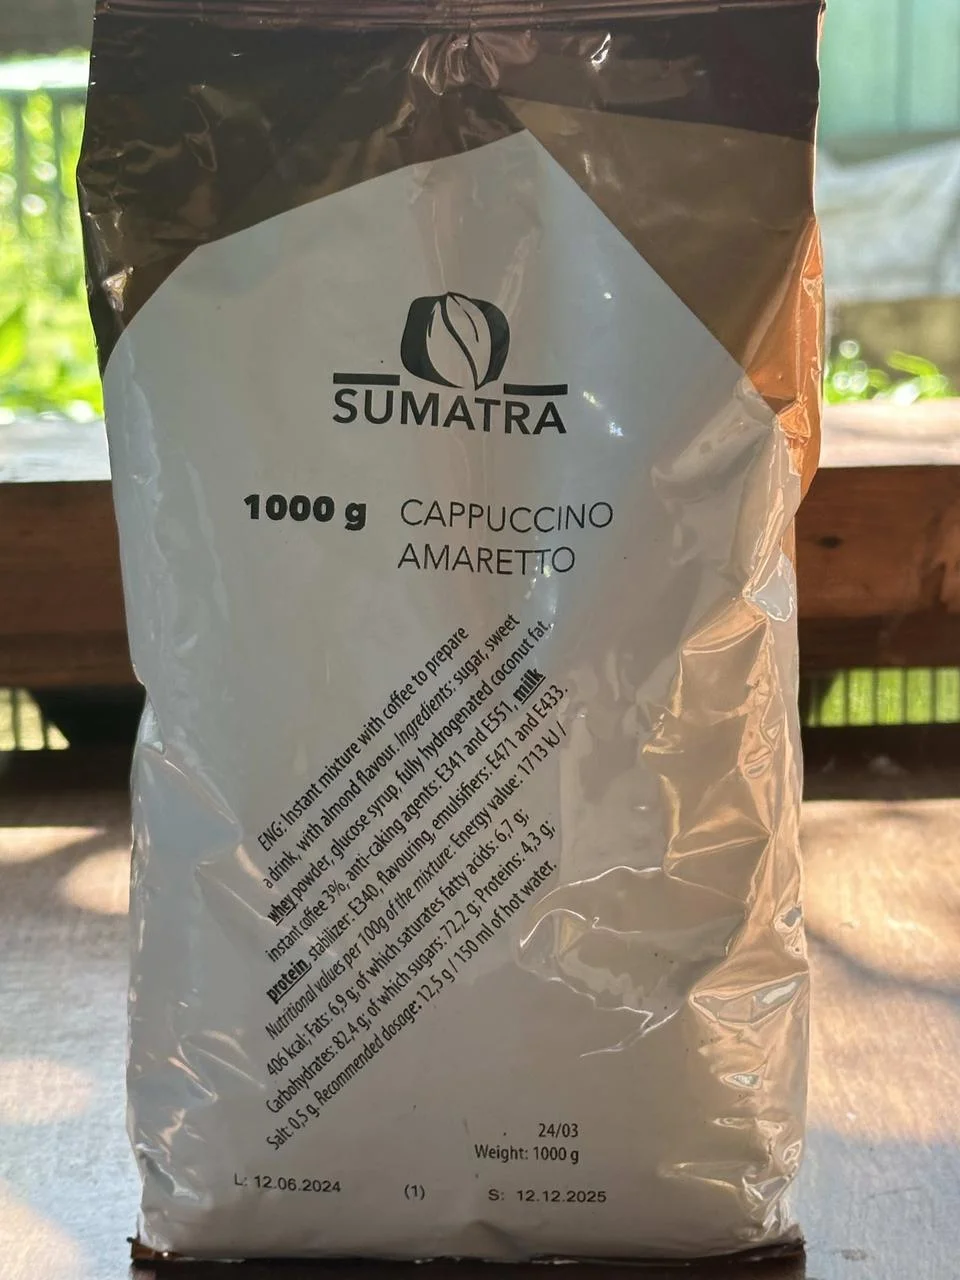 SUMATRA
1000 g CAPPUCCINO
AMARETTO
ENG: Instant mixture with coffee to prepare
a drink, with almond flavour. Ingredients: sugar, sweet
whey powder, glucose syrup, fully hydrogenated coconut fat,
instant coffee 3%, anti-caking agents: E341 and E551, milk
protein, stabilizer: E340, flavouring, emulsifiers: E471 and E433.
Nutritional values per 100g of the mixture: Energy value: 1713 kJ /
406 kcal; Fats: 6,9 g; of which saturates fatty acids: 6,7 g;
Carbohydrates: 82,4 g; of which sugars: 72,2 g; Proteins: 4,3 g,
Salt: 0,5 g. Recommended dosage: 12,5 g / 150 ml of hot water.
24/03
Weight: 1000 g
L: 12.06.2024 (1) S: 12.12.2025